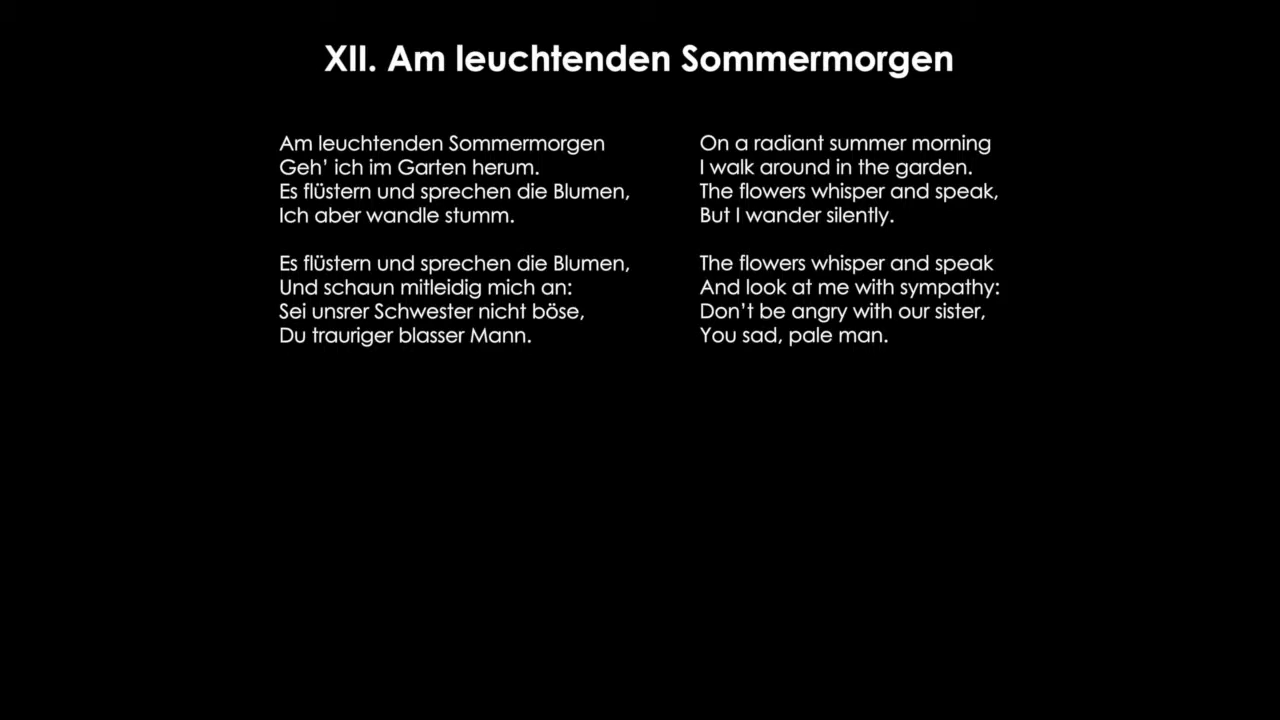 XII. Am leuchtenden Sommermorgen
Am leuchtenden Sommermorgen
Geh' ich im Garten herum.
Es flüstern und sprechen die Blumen,
Ich aber wandle stumm.
Es flüstern und sprechen die Blumen,
Und schaun mitleidig mich an:
Sei unsrer Schwester nicht böse,
Du trauriger blasser Mann.
On a radiant summer morning
I walk around in the garden.
The flowers whisper and speak,
But I wander silently.
The flowers whisper and speak
And look at me with sympathy:
Don't be angry with our sister,
You sad, pale man.